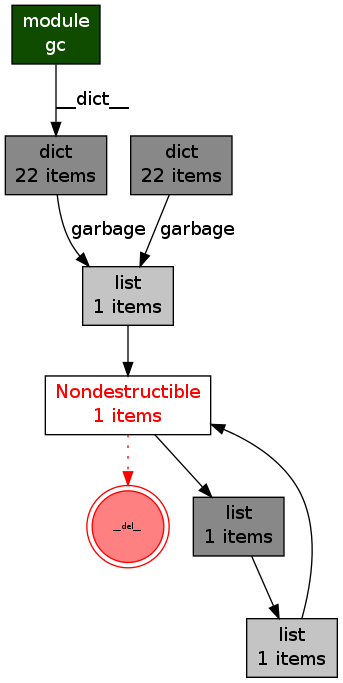 module
gc
__dict__
dict
22 items
dict
22 items
garbage
garbage
list
1 items
Nondestructible
1 items
__del__
list
1 items
list
1 items